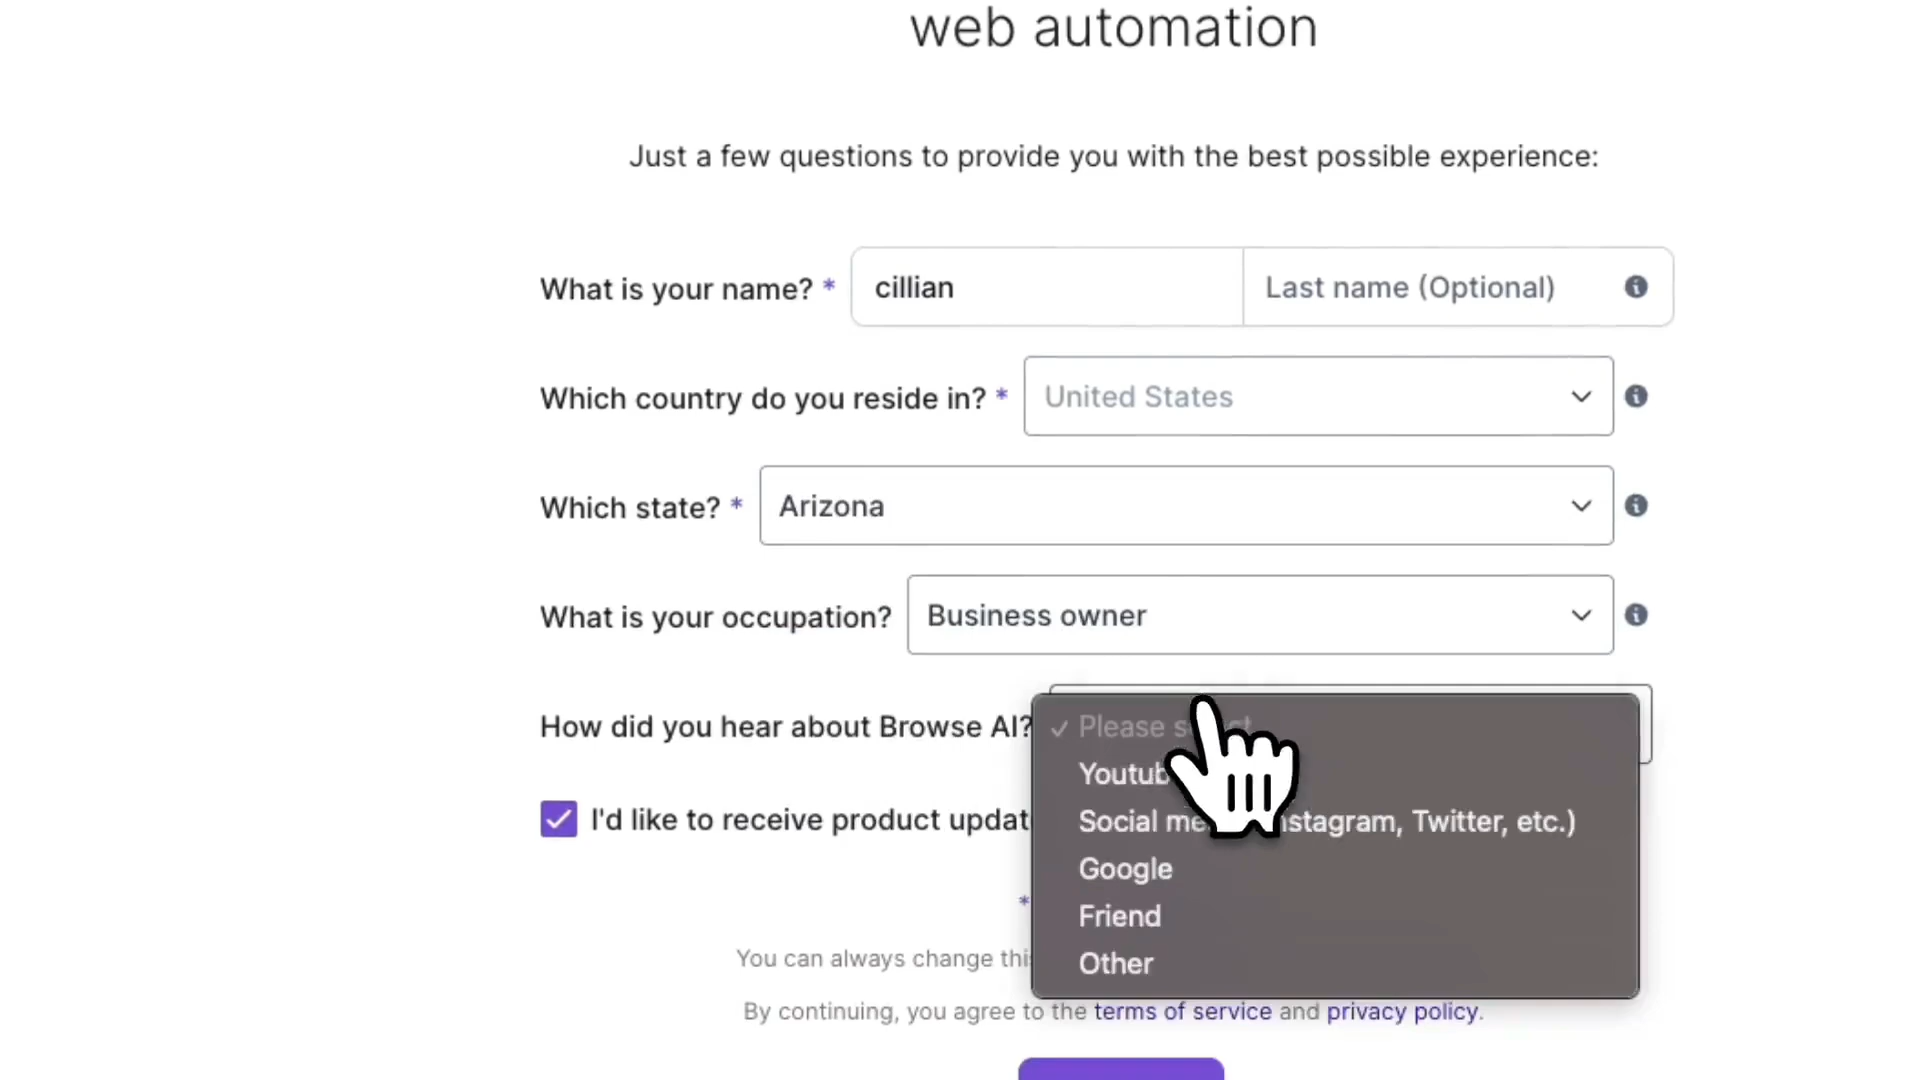 web automation
Just a few questions to provide you with the best possible experience:
What is your name? * cillian Last name (Optional)
Which country do you reside in? * United States
Which state? * Arizona
What is your occupation? Business owner
How did you hear about Browse AI? Please
Social stagram, Twitter, etc.)
I'd like to receive product
Google
*
Friend
You can always change
Other
By continuing, you agree to the terms of service and privacy policy.